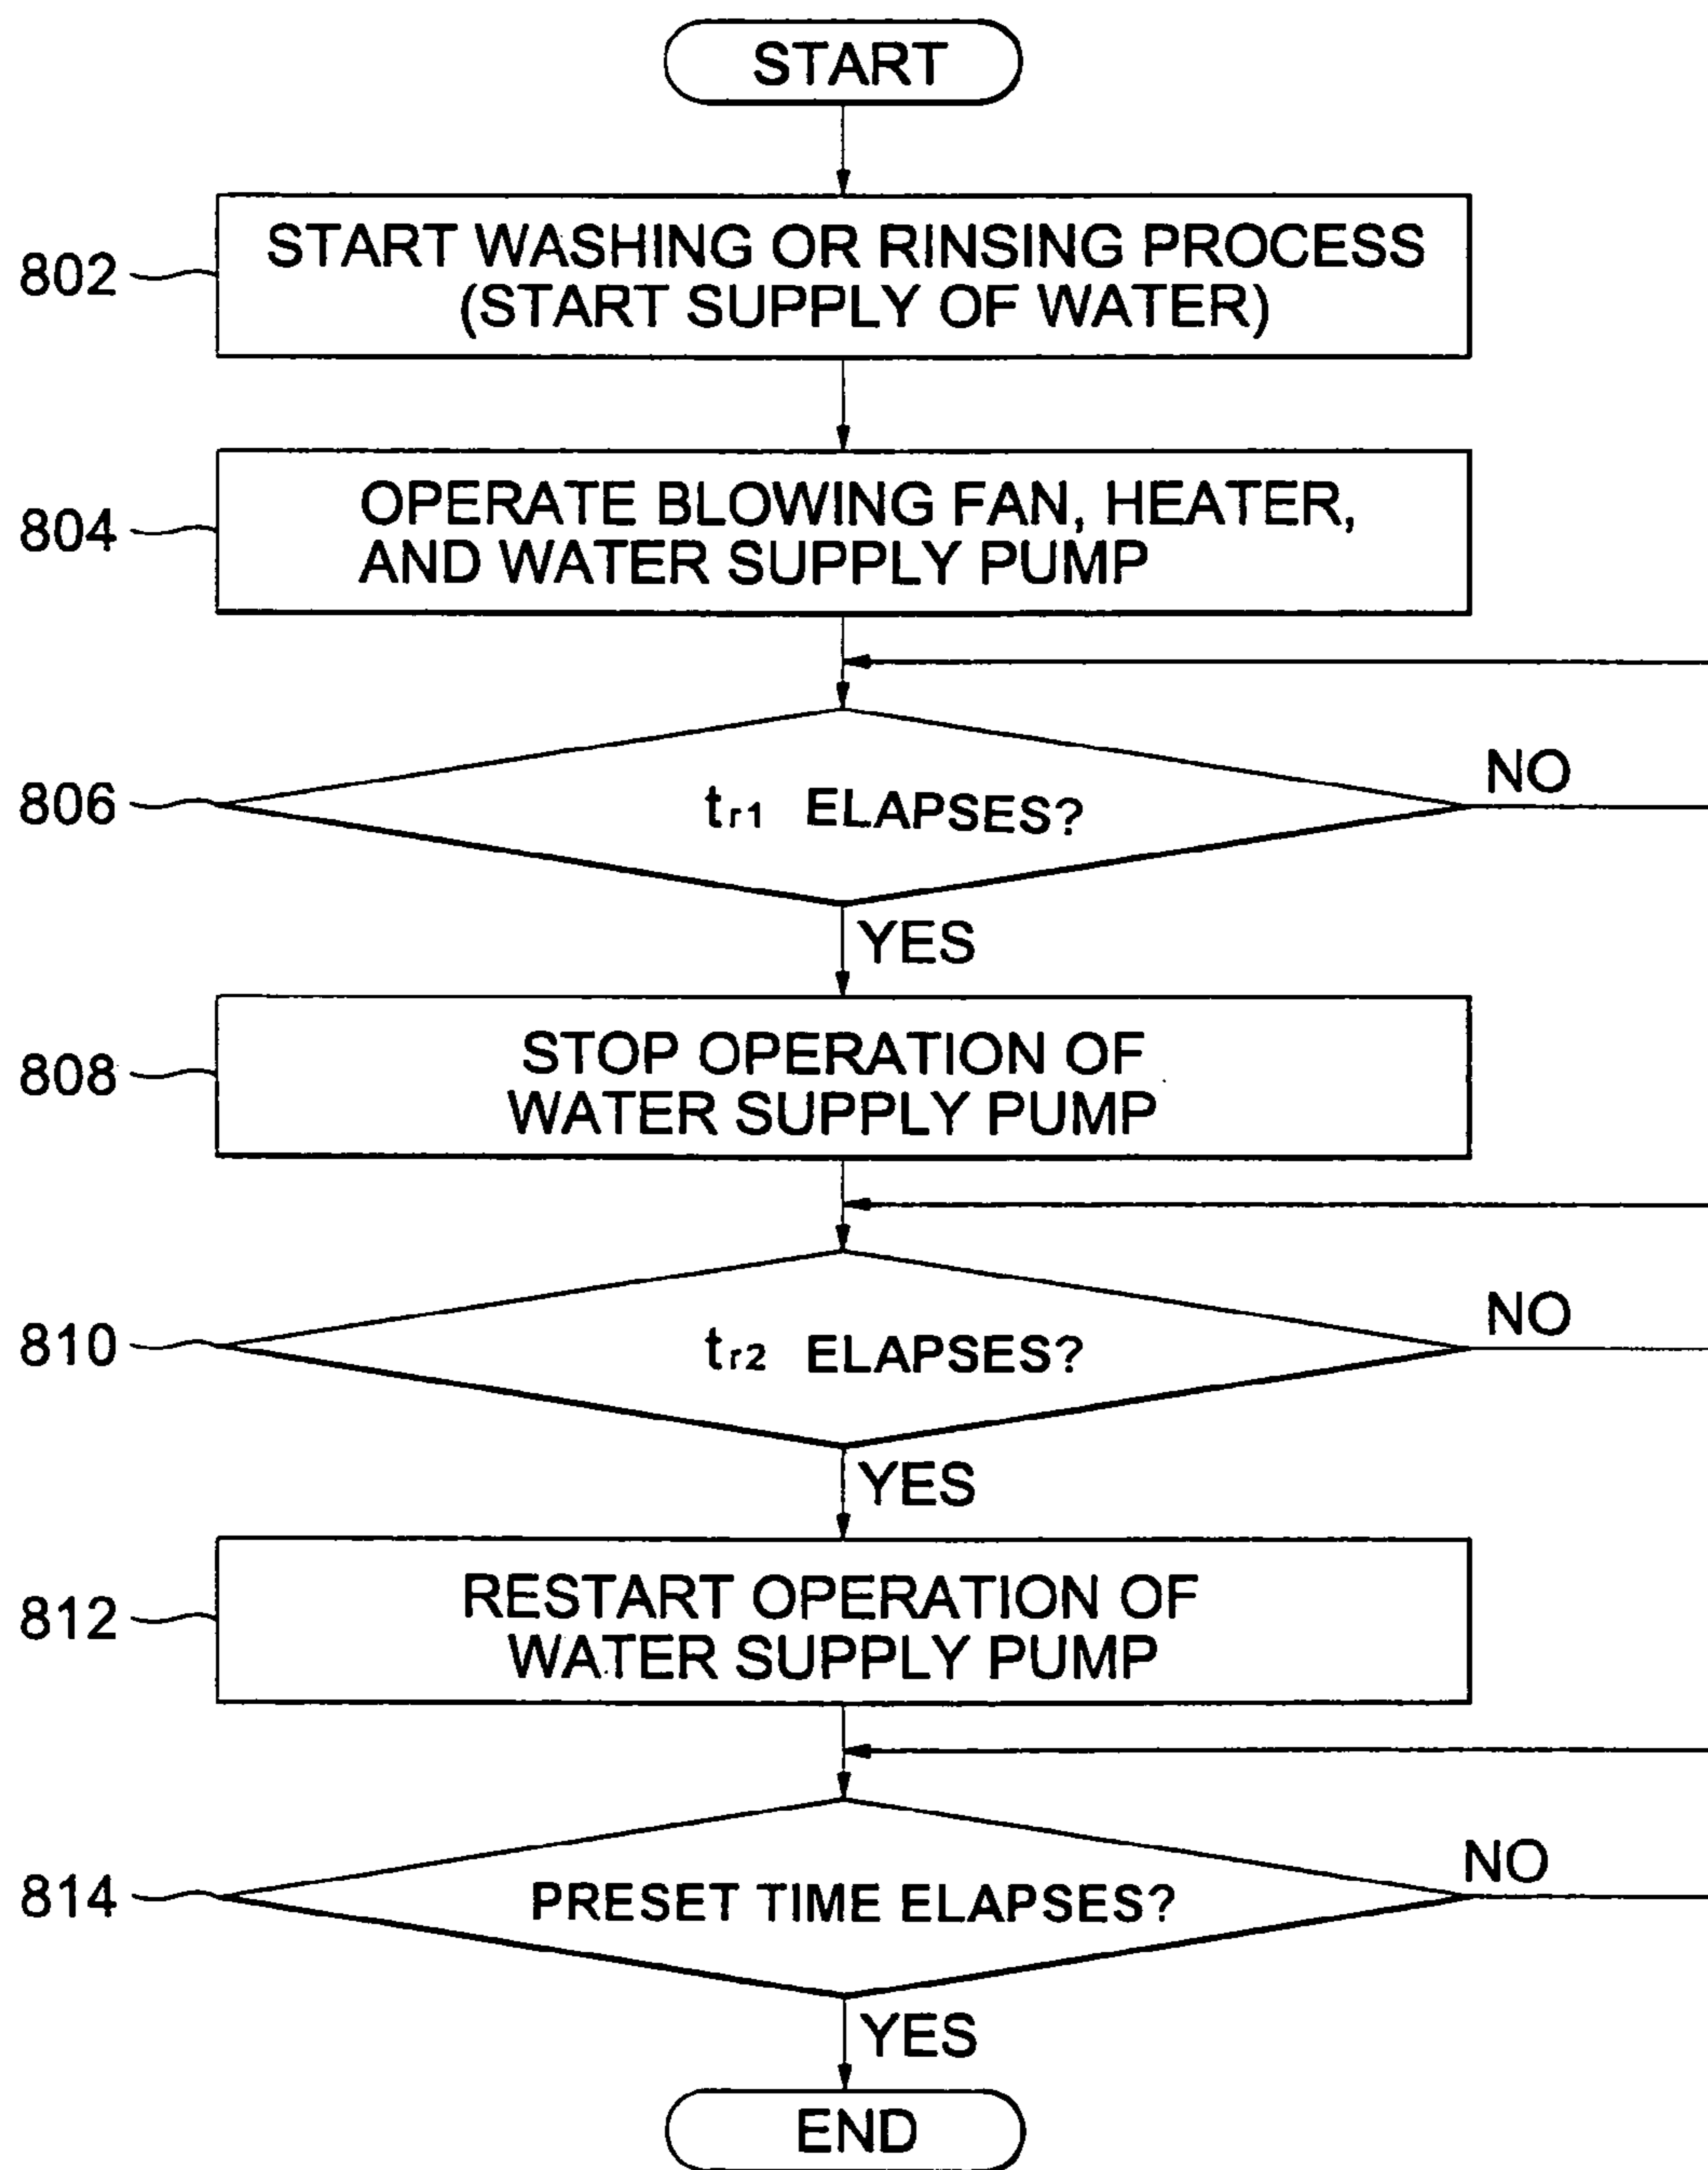 START
802
START WASHING OR RINSING PROCESS
(START SUPPLY OF WATER)
804
OPERATE BLOWING FAN, HEATER,
AND WATER SUPPLY PUMP
806
tr1 ELAPSES?
NO
YES
808
STOP OPERATION OF
WATER SUPPLY PUMP
810
tr2 ELAPSES?
NO
YES
812
RESTART OPERATION OF
WATER SUPPLY PUMP
814
PRESET TIME ELAPSES?
NO
YES
END